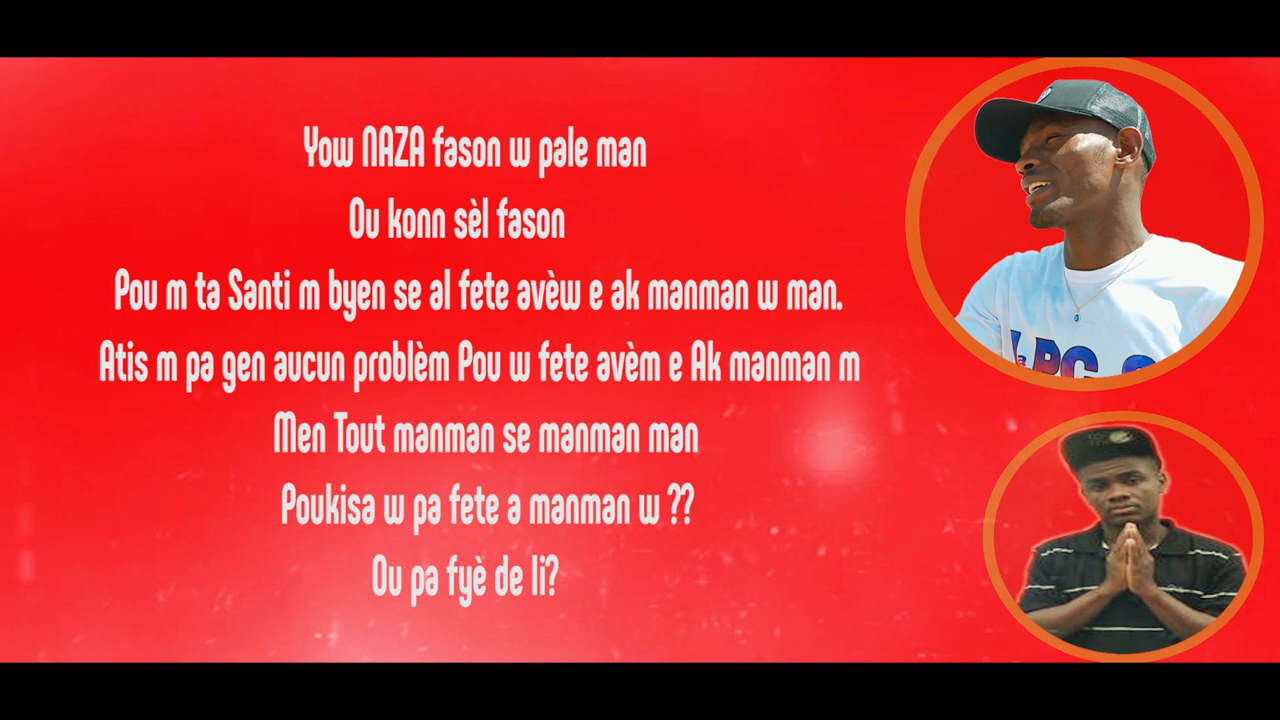 Yow NAZA fason w pale man
Ou konn sèl fason
Pou m ta Santi m byen se al fete avèw e ak manman w man.
Atis m pa gen aucun problèm Pou w fete avèm e Ak manman m
Men Tout manman se manman man
Poukisa w pa fete a manman w ??
Ou pa fyè de li?